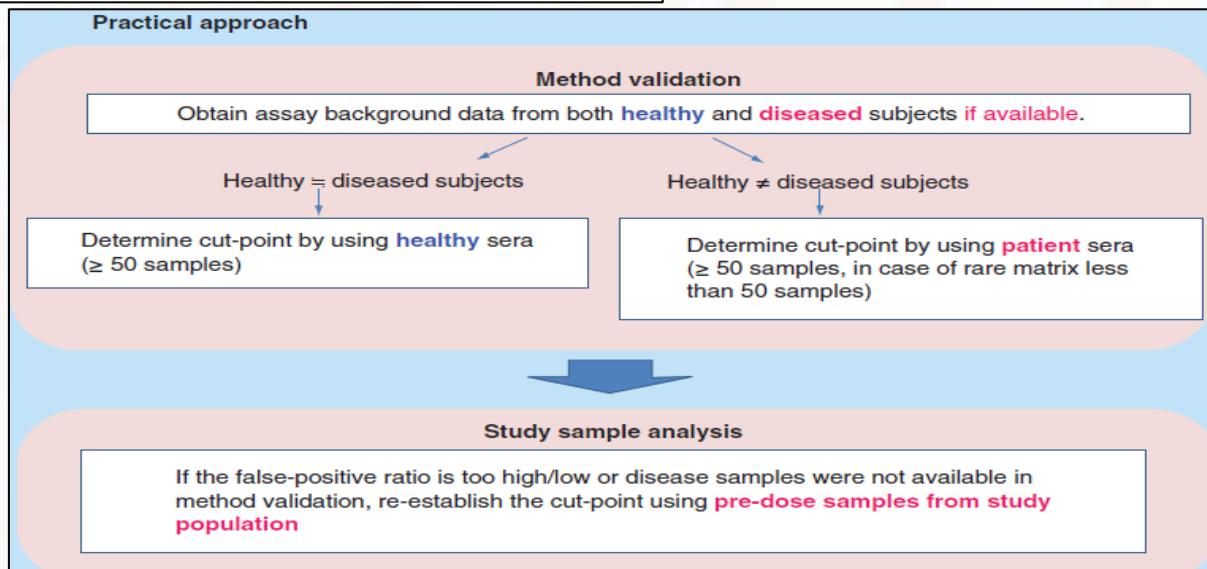 Practical approach
Method validation
Obtain assay background data from both healthy and diseased subjects if available.
Healthy ≒ diseased subjects
Healthy ≠ diseased subjects
Determine cut-point by using healthy sera
(≥ 50 samples)
Determine cut-point by using patient sera
(≥ 50 samples, in case of rare matrix less
than 50 samples)
Study sample analysis
If the false-positive ratio is too high/low or disease samples were not available in
method validation, re-establish the cut-point using pre-dose samples from study
population